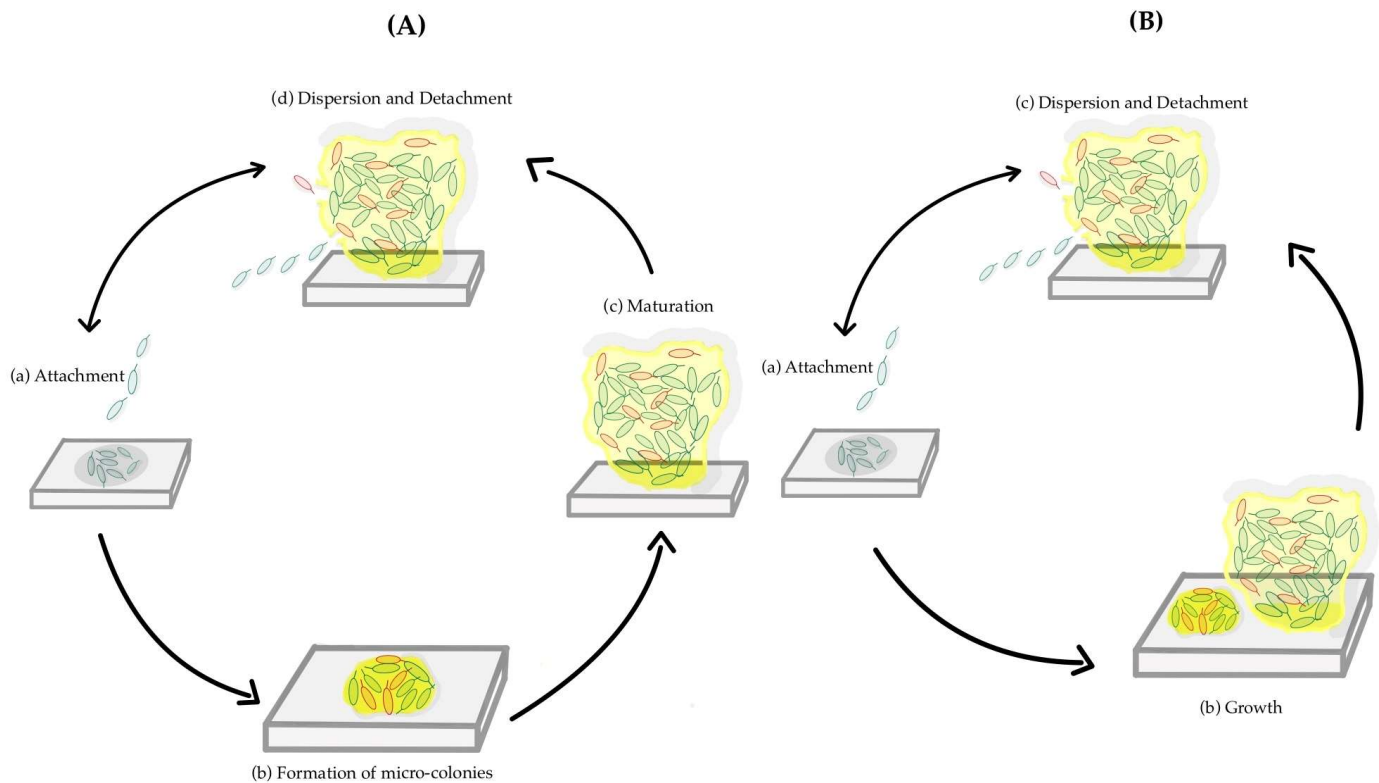 (A)
(d) Dispersion and Detachment
(c) Maturation
(a) Attachment
(b) Formation of micro-colonies
(B)
(c) Dispersion and Detachment
(a) Attachment
(b) Growth